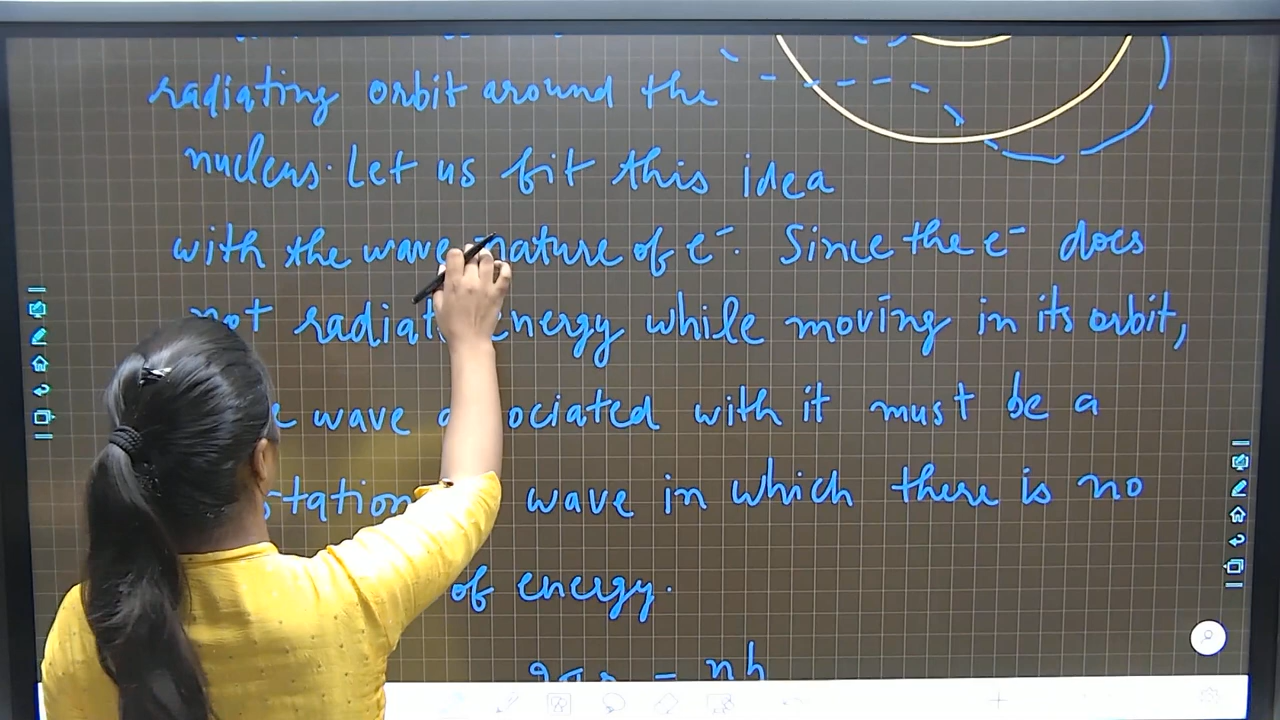 radiating orbit around the
nucleus. Let us fit this idea
with the wave nature of e⁻. Since the e⁻ does
not radiate energy while moving in its orbit,
wave associated with it must be a
wave in which there is no
of energy.
= nh